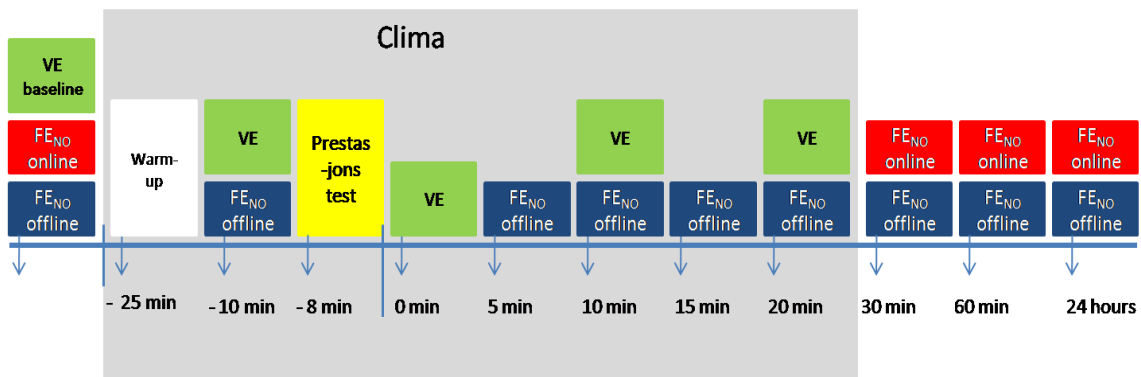 Clima
VE
baseline
FENO
online
FENO
offline
Warm-
up
VE
FENO
offline
Prestas
-jons
test
VE
FENO
offline
VE
FENO
offline
FENO
offline
VE
FENO
offline
FENO
online
FENO
offline
FENO
online
FENO
offline
FENO
online
FENO
offline
- 25 min
- 10 min
- 8 min
0 min
5 min
10 min
15 min
20 min
30 min
60 min
24 hours